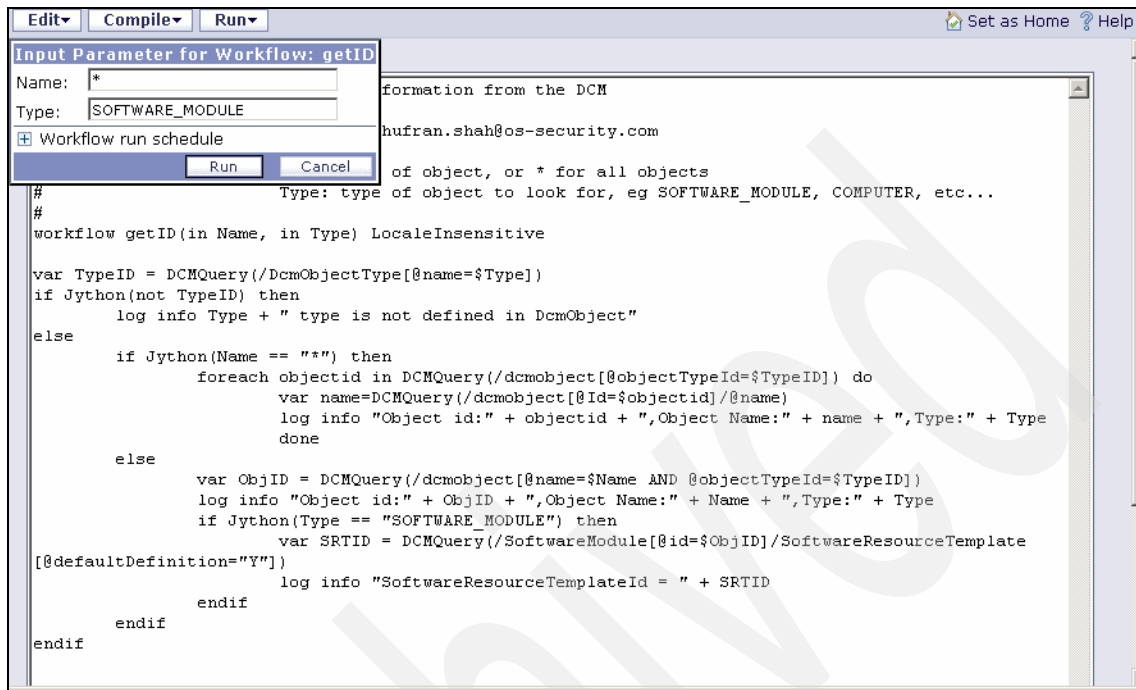 Edit▾ Compile▾ Run▾ Set as Home ? Help
Input Parameter for Workflow: getID
Name: *
Type: SOFTWARE_MODULE
Workflow run schedule
Run Cancel
formation from the DCM
hufran.shah@os-security.com
of object, or * for all objects
# Type: type of object to look for, eg SOFTWARE_MODULE, COMPUTER, etc...
#
workflow getID(in Name, in Type) LocaleInsensitive
var TypeID = DCMQuery(/DcmObjectType[@name=$Type])
if Jython(not TypeID) then
log info Type + " type is not defined in DcmObject"
else
if Jython(Name == "*") then
foreach objectid in DCMQuery(/dcmobject[@objectTypeId=$TypeID]) do
var name=DCMQuery(/dcmobject[@Id=$objectid]/@name)
log info "Object id:" + objectid + ",Object Name:" + name + ",Type:" + Type
done
else
var ObjID = DCMQuery(/dcmobject[@name=$Name AND @objectTypeId=$TypeID])
log info "Object id:" + ObjID + ",Object Name:" + Name + ",Type:" + Type
if Jython(Type == "SOFTWARE_MODULE") then
var SRTID = DCMQuery(/SoftwareModule[@id=$ObjID]/SoftwareResourceTemplate
[@defaultDefinition="Y"])
log info "SoftwareResourceTemplateId = " + SRTID
endif
endif
endif